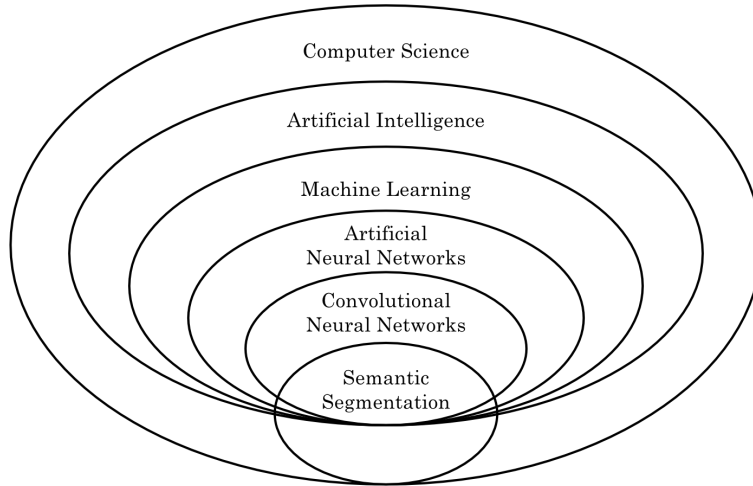 Computer Science
Artificial Intelligence
Machine Learning
Artificial
Neural Networks
Convolutional
Neural Networks
Semantic
Segmentation